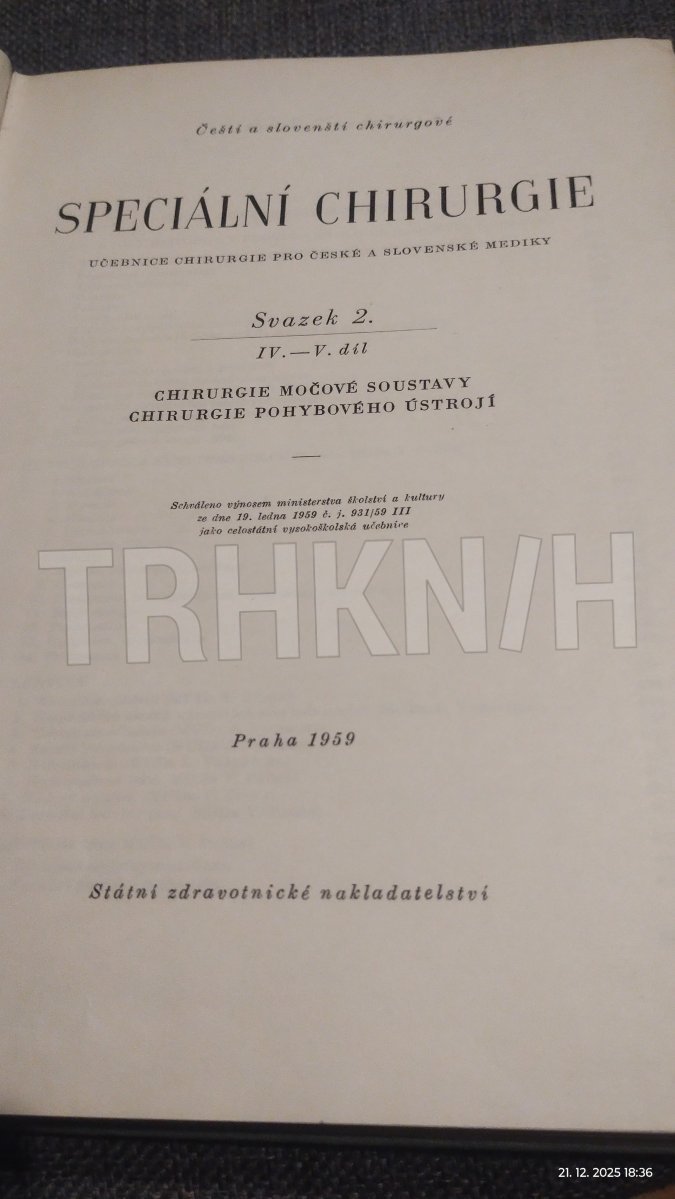 Čeští a slovenští chirurgové
SPECIÁLNÍ CHIRURGIE
UČEBNICE CHIRURGIE PRO ČESKÉ A SLOVENSKÉ MEDIKY
Svazek 2.
IV.—V. díl
CHIRURGIE MOČOVÉ SOUSTAVY
CHIRURGIE POHYBOVÉHO ÚSTROJÍ
Schváleno výnosem ministerstva školství a kultury
ze dne 19. ledna 1959 č. j. 931/59 III
jako celostátní vysokoškolská učebnice
TRHKNIH
Praha 1959
Státní zdravotnické nakladatelství
21. 12. 2025 18:36